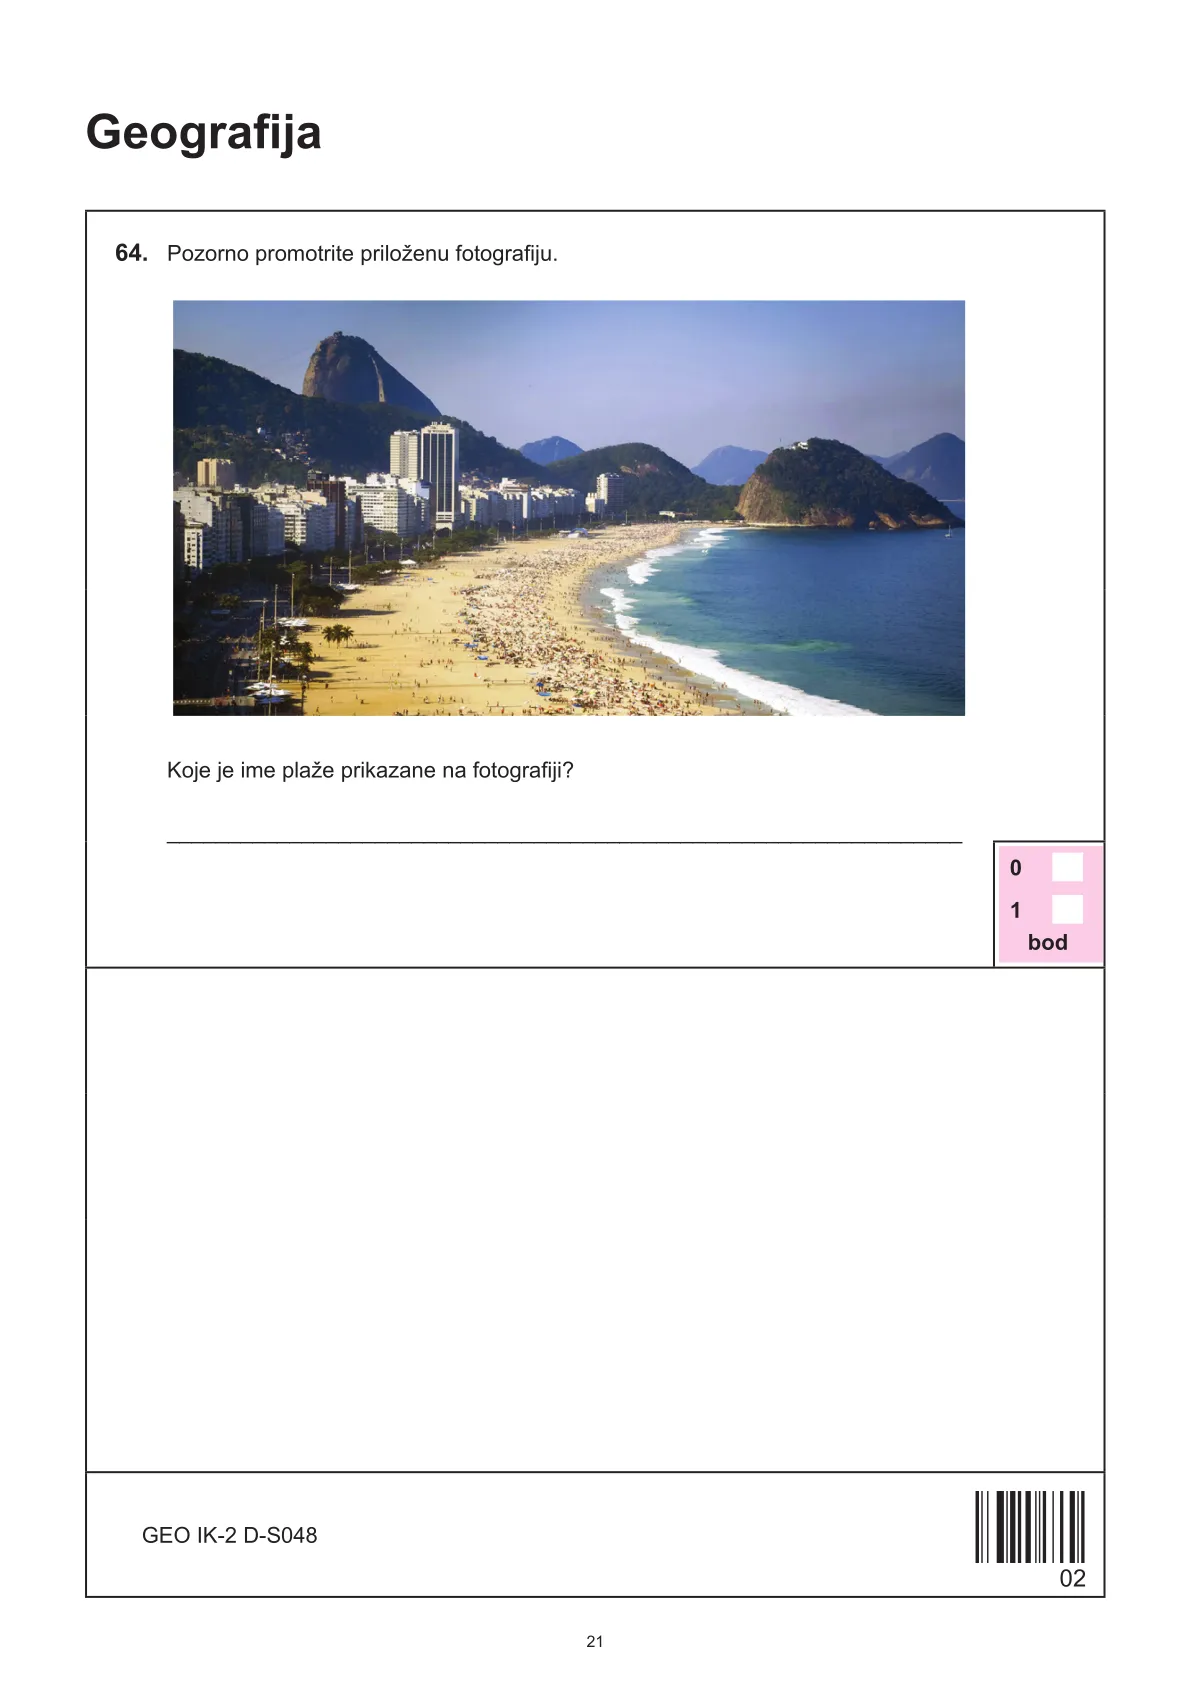 Geografija
64. Pozorno promotrite priloženu fotografiju.
Koje je ime plaže prikazane na fotografiji?
0
1
bod
GEO IK-2 D-S048
02
21